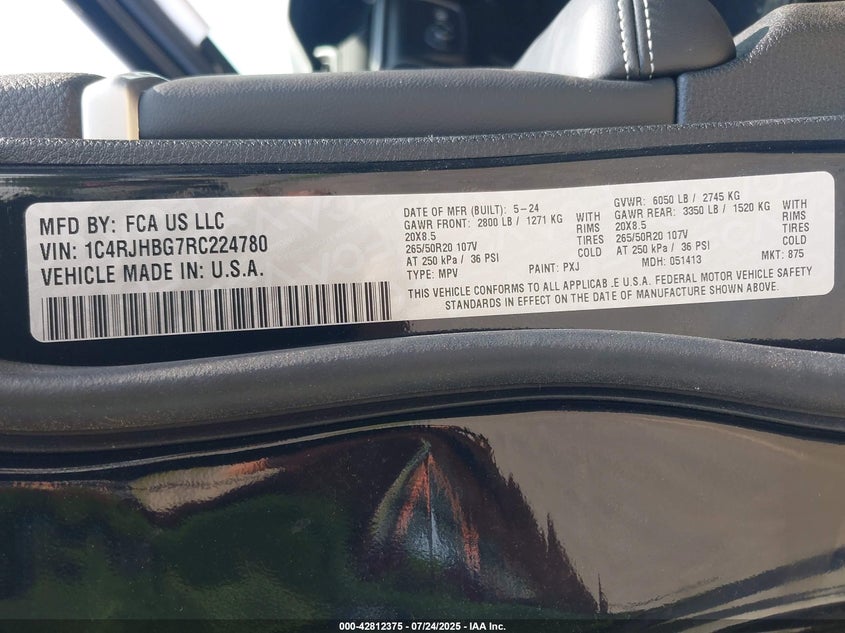 MFD BY: FCA US LLC
VIN: 1C4RJHBG7RC224780
VEHICLE MADE IN: U.S.A.
DATE OF MFR (BUILT): 5-24
GAWR FRONT: 2800 LB / 1271 KG WITH
20X8.5 RIMS
265/50R20 107V TIRES
AT 250 kPa / 36 PSI COLD
TYPE: MPV PAINT: PXJ
GVWR: 6050 LB / 2745 KG
GAWR REAR: 3350 LB / 1520 KG WITH
20X8.5 RIMS
265/50R20 107V TIRES
AT 250 kPa / 36 PSI COLD
MDH: 051413 MKT: 875
THIS VEHICLE CONFORMS TO ALL APPLICAB .E U.S.A. FEDERAL MOTOR VEHICLE SAFETY
STANDARDS IN EFFECT ON THE DATE OF MANUFACTURE SHOWN ABOVE.
000-42812375 - 07/24/2025 - IAA Inc.